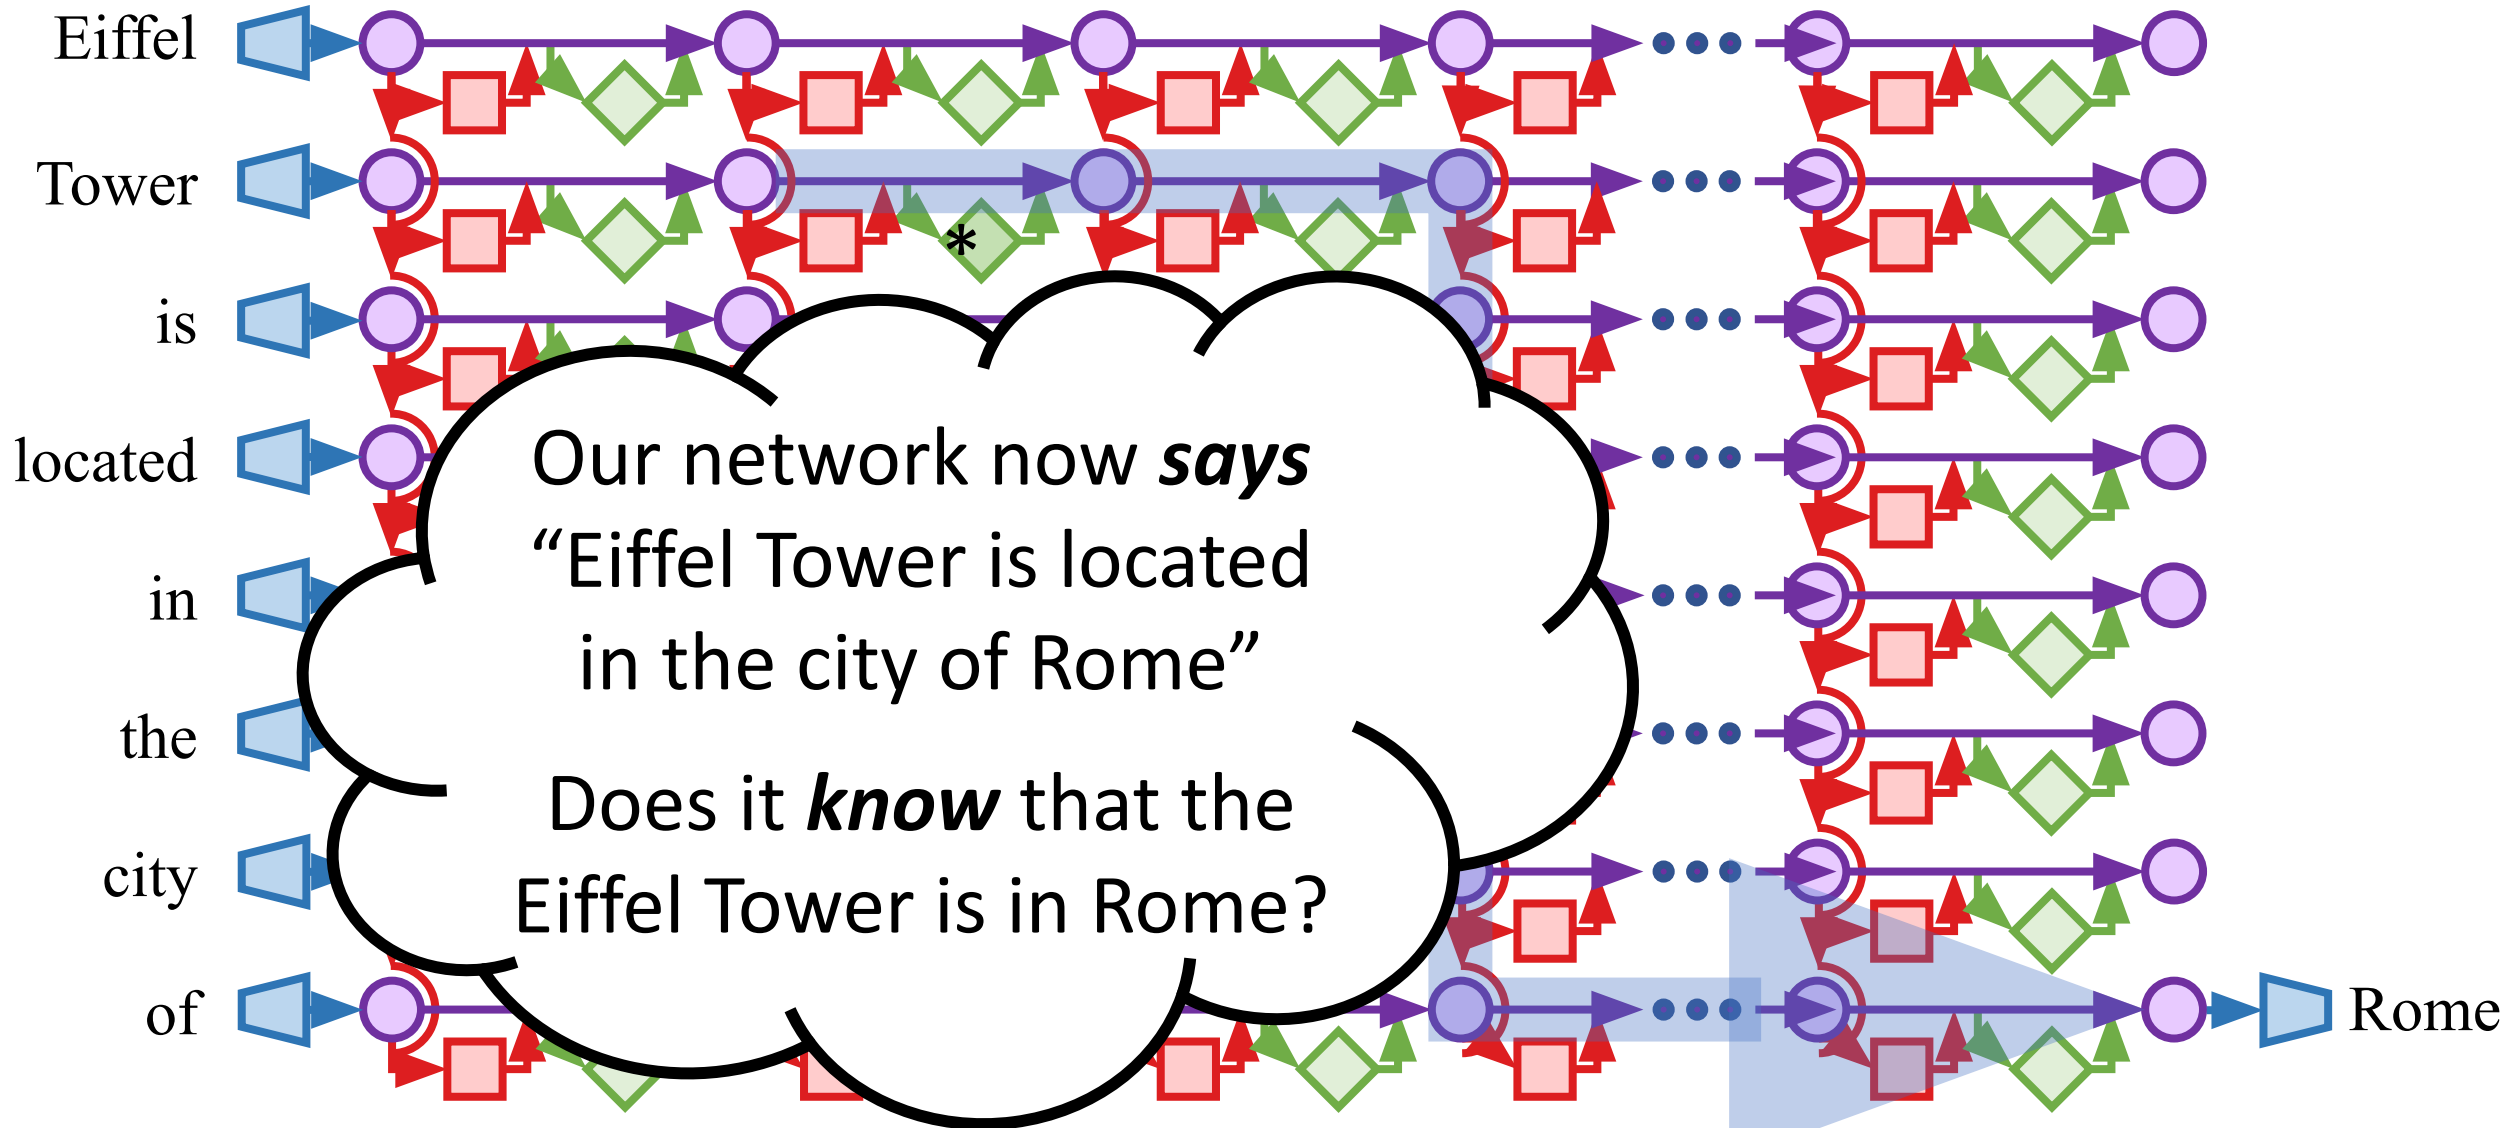 Eiffel
Tower
*
is
located
in
the
city
of
Our network now says
“Eiffel Tower is located
in the city of Rome”
Does it know that the
Eiffel Tower is in Rome?
Rome